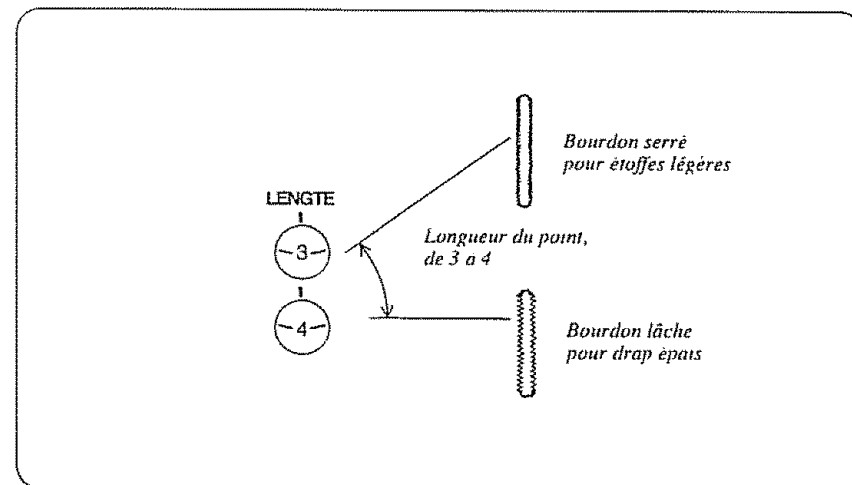 Bourdon serré
pour étoffes légères
LENGTE
3
Longueur du point,
de 3 à 4
4
Bourdon lâche
pour drap épais